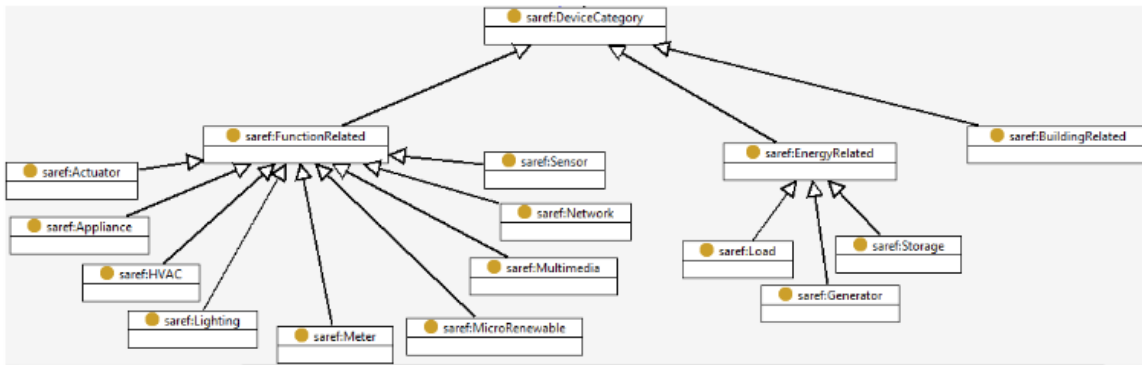 saref:DeviceCategory
saref:FunctionRelated
saref:BuildingRelated
saref:EnergyRelated
saref:Sensor
saref:Actuator
saref:Network
saref:Appliance
saref:Storage
saref:Load
saref:HVAC
saref:Multimedia
saref:Generator
saref:Lighting
saref:MicroRenewable
saref:Meter